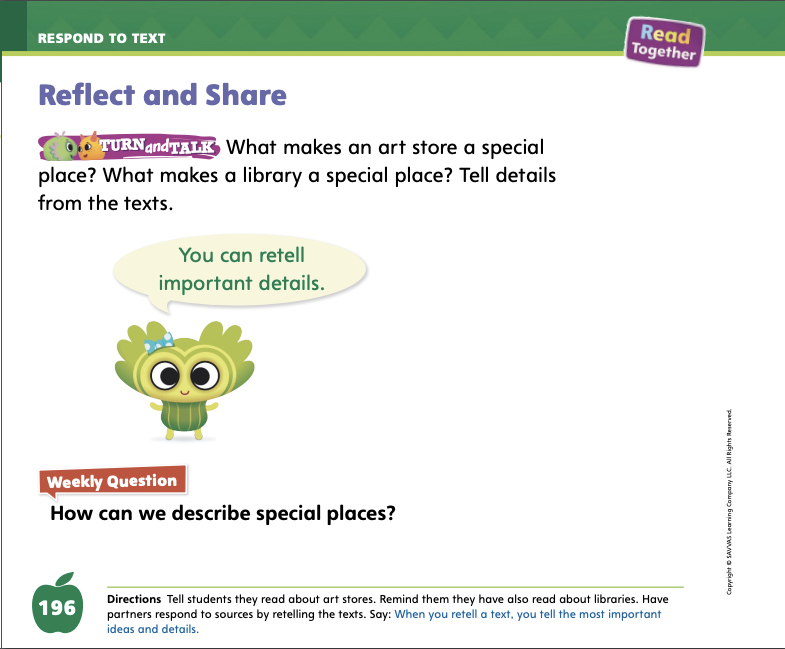 RESPOND TO TEXT
Read
Together
Reflect and Share
TURNandTALK What makes an art store a special
place? What makes a library a special place? Tell details
from the texts.
You can retell
important details.
Weekly Question
How can we describe special places?
196
Directions Tell students they read about art stores. Remind them they have also read about libraries. Have
partners respond to sources by retelling the texts. Say: When you retell a text, you tell the most important
ideas and details.
Copyright © SAVVAS Learning Company LLC. All Rights Reserved.